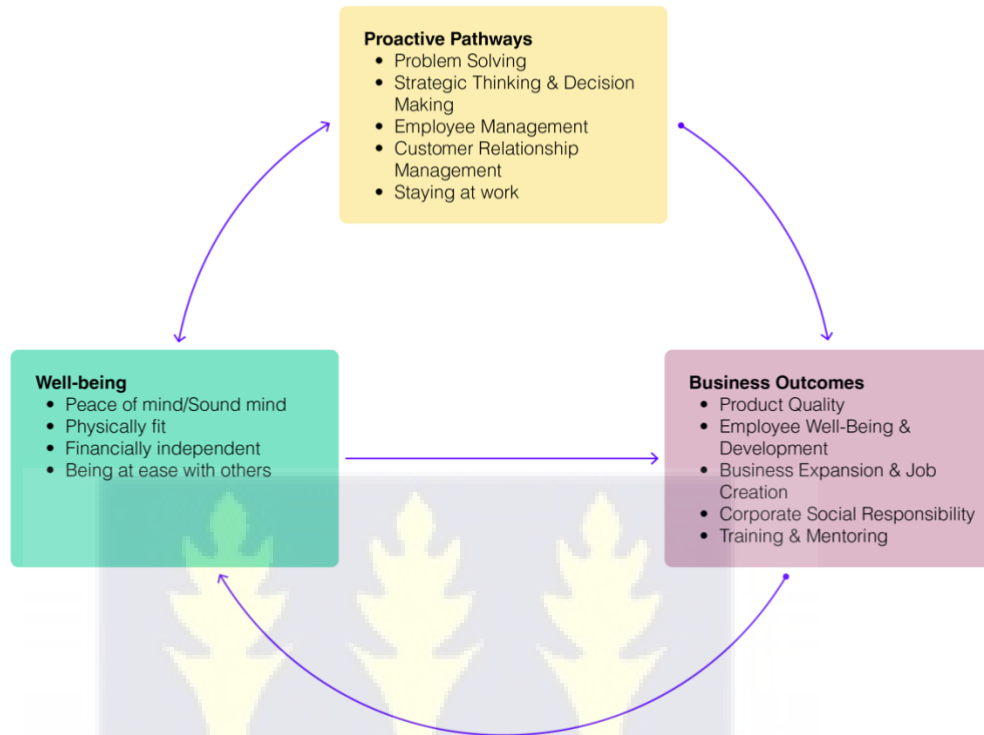 Proactive Pathways
• Problem Solving
• Strategic Thinking & Decision
Making
• Employee Management
• Customer Relationship
Management
• Staying at work
Well-being
• Peace of mind/Sound mind
• Physically fit
• Financially independent
• Being at ease with others
Business Outcomes
• Product Quality
• Employee Well-Being &
Development
• Business Expansion & Job
Creation
• Corporate Social Responsibility
• Training & Mentoring